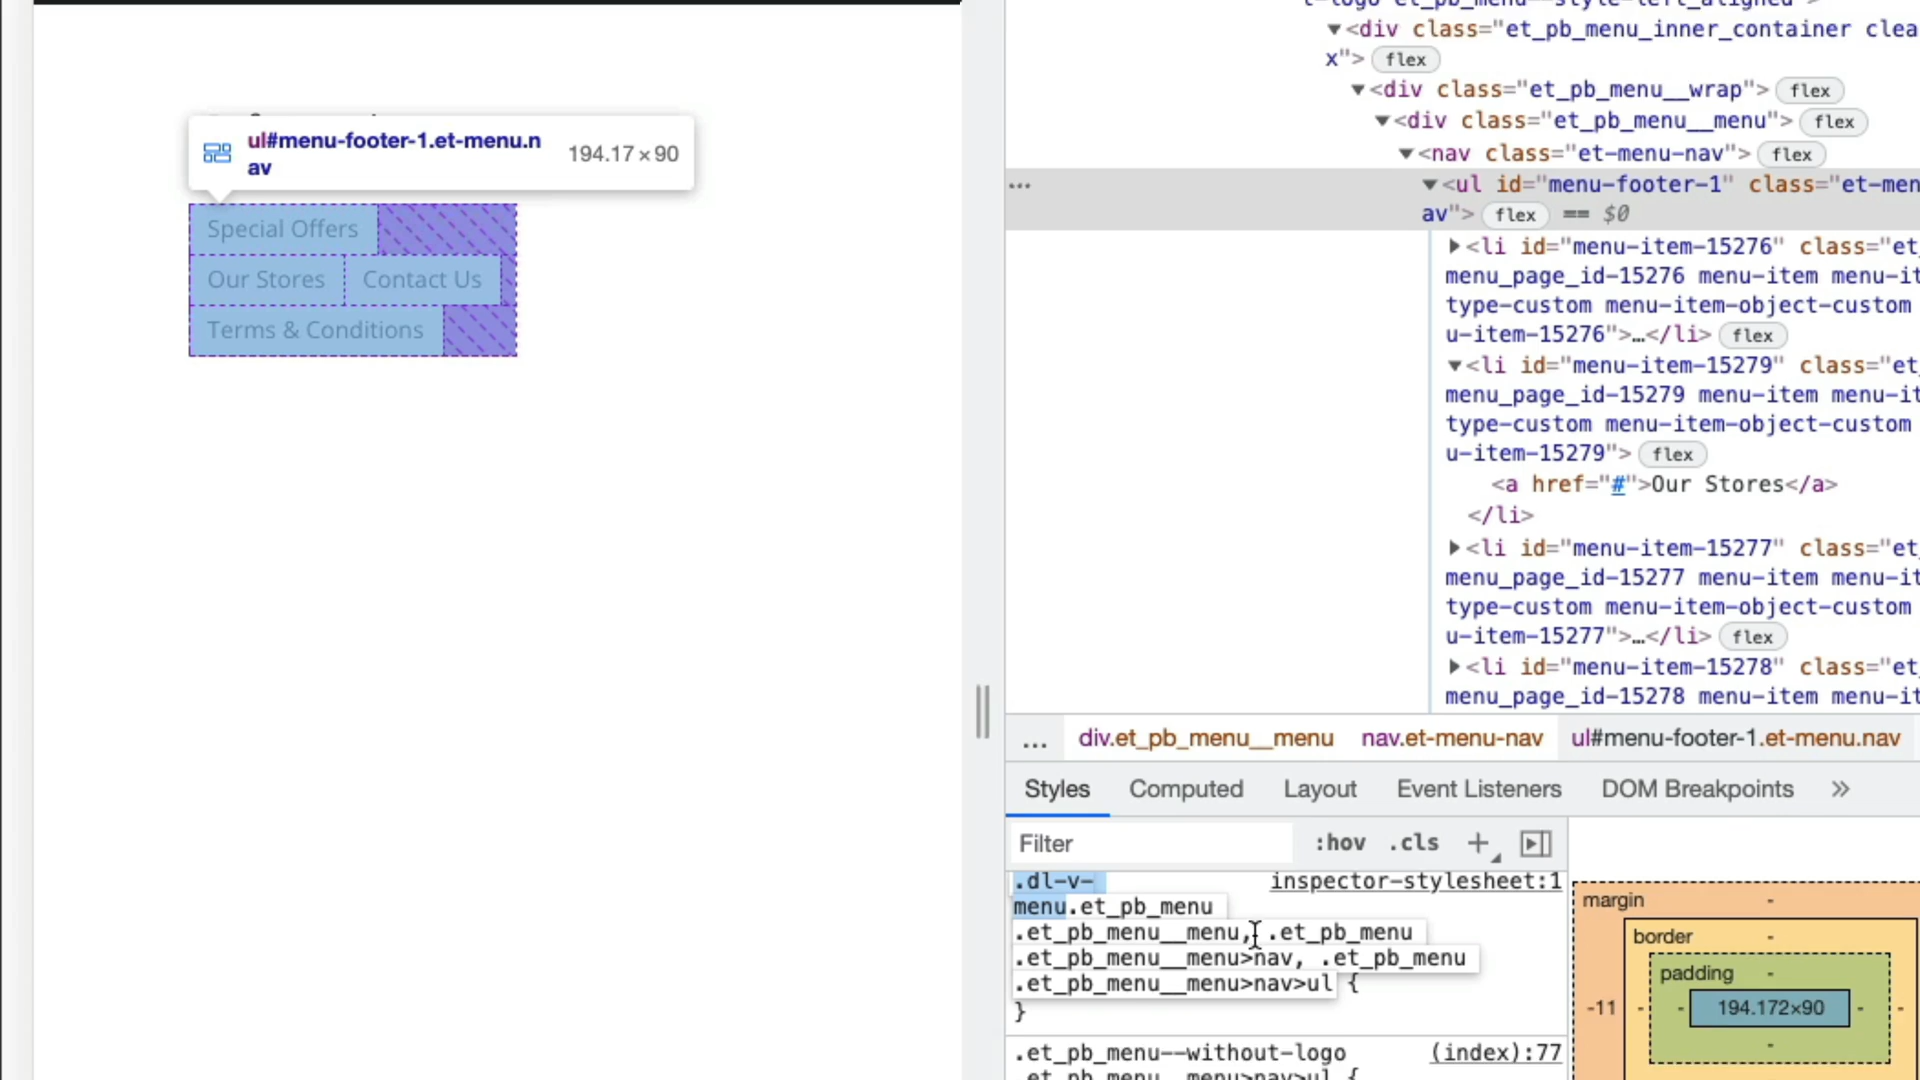 ul#menu-footer-1.et-menu.n
av
194.17×90
Special Offers
Our Stores
Contact Us
Terms & Conditions
▼<div class="et_pb_menu_inner_container clea
x"> flex
▼<div class="et_pb_menu__wrap"> flex
▼<div class="et_pb_menu__menu"> flex
▼<nav class="et-menu-nav"> flex
… ▼<ul id="menu-footer-1" class="et-men
av"> flex == $0
▶<li id="menu-item-15276" class="et_
menu_page_id-15276 menu-item menu-it
type-custom menu-item-object-custom
u-item-15276">…</li> flex
▼<li id="menu-item-15279" class="et_
menu_page_id-15279 menu-item menu-it
type-custom menu-item-object-custom
u-item-15279"> flex
<a href="#">Our Stores</a>
</li>
▶<li id="menu-item-15277" class="et_
menu_page_id-15277 menu-item menu-it
type-custom menu-item-object-custom
u-item-15277">…</li> flex
▶<li id="menu-item-15278" class="et_
menu_page_id-15278 menu-item menu-it
… div.et_pb_menu__menu nav.et-menu-nav ul#menu-footer-1.et-menu.nav
Styles Computed Layout Event Listeners DOM Breakpoints »
Filter :hov .cls +
.dl-v- inspector-stylesheet:1
menu.et_pb_menu
.et_pb_menu__menu, .et_pb_menu
.et_pb_menu__menu>nav, .et_pb_menu
.et_pb_menu__menu>nav>ul {
}
.et_pb_menu--without-logo (index):77
.et_pb_menu__menu>nav>ul {
margin -
border -
padding -
-11 - - 194.172×90 - -
-